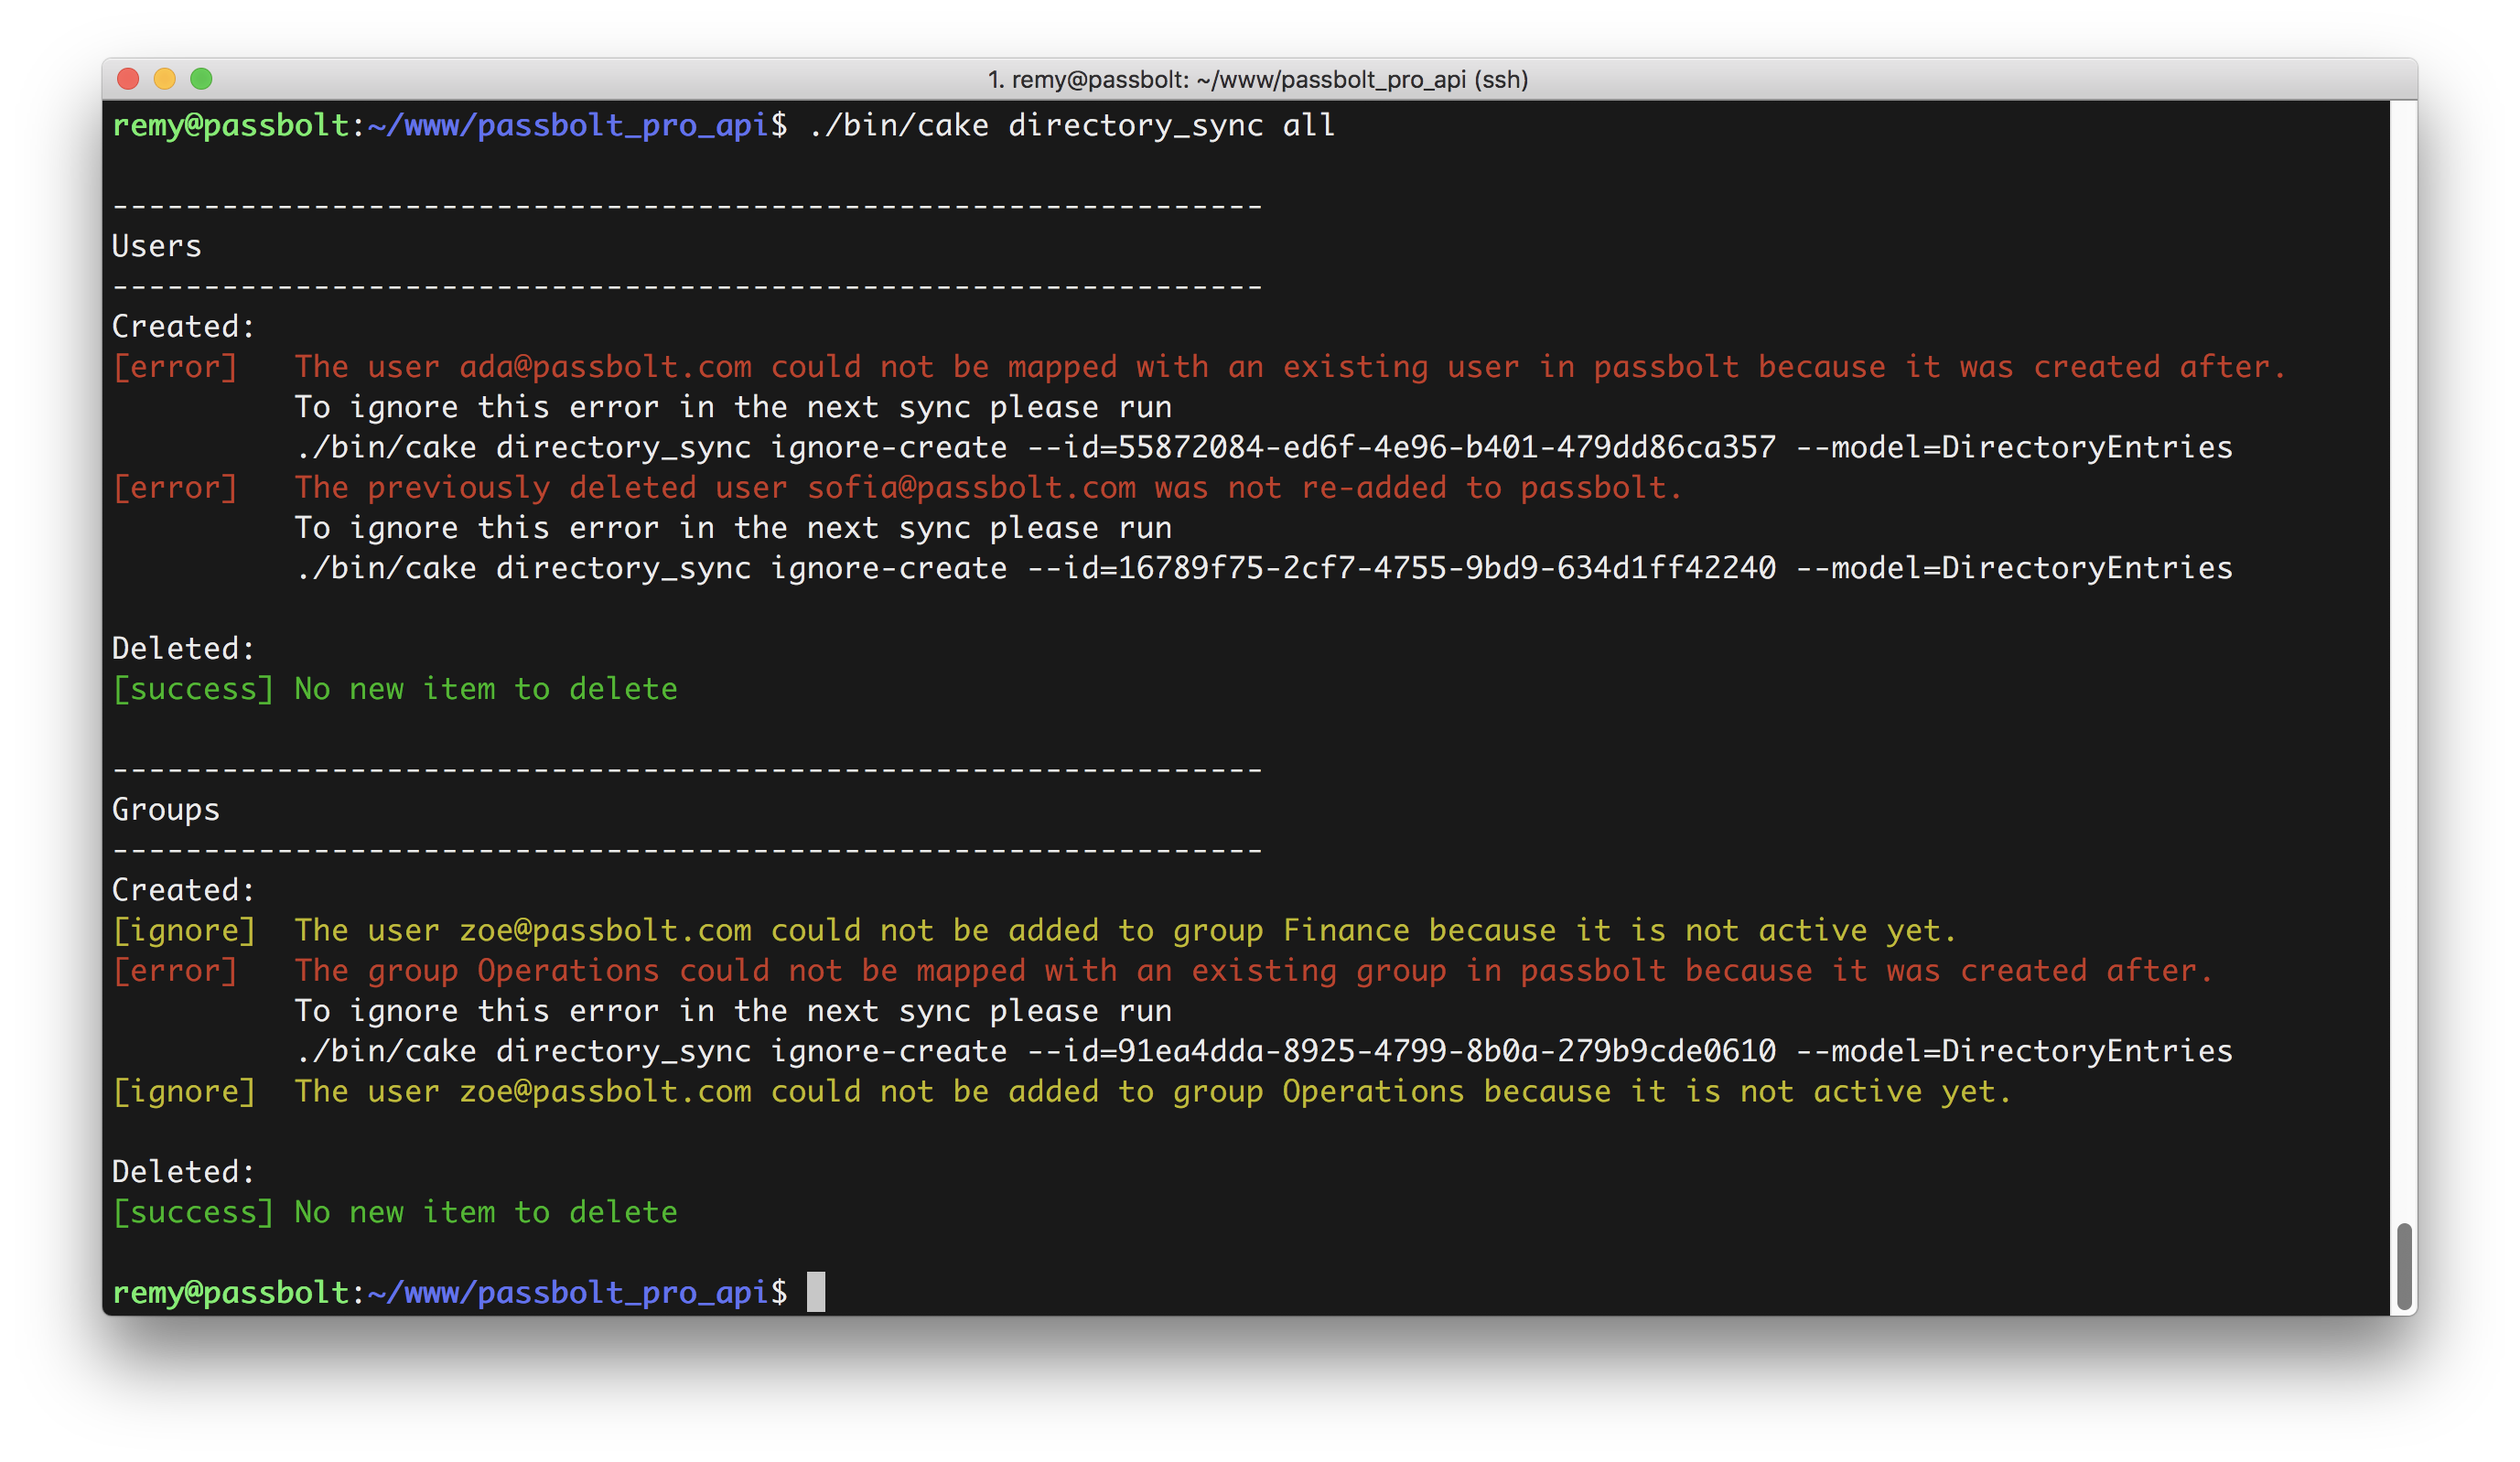 1. remy@passbolt: ~/www/passbolt_pro_api (ssh)
remy@passbolt:~/www/passbolt_pro_api$ ./bin/cake directory_sync all
---------------------------------------------------------------
Users
---------------------------------------------------------------
Created:
[error]   The user ada@passbolt.com could not be mapped with an existing user in passbolt because it was created after.
          To ignore this error in the next sync please run
          ./bin/cake directory_sync ignore-create --id=55872084-ed6f-4e96-b401-479dd86ca357 --model=DirectoryEntries
[error]   The previously deleted user sofia@passbolt.com was not re-added to passbolt.
          To ignore this error in the next sync please run
          ./bin/cake directory_sync ignore-create --id=16789f75-2cf7-4755-9bd9-634d1ff42240 --model=DirectoryEntries
Deleted:
[success] No new item to delete
---------------------------------------------------------------
Groups
---------------------------------------------------------------
Created:
[ignore]  The user zoe@passbolt.com could not be added to group Finance because it is not active yet.
[error]   The group Operations could not be mapped with an existing group in passbolt because it was created after.
          To ignore this error in the next sync please run
          ./bin/cake directory_sync ignore-create --id=91ea4dda-8925-4799-8b0a-279b9cde0610 --model=DirectoryEntries
[ignore]  The user zoe@passbolt.com could not be added to group Operations because it is not active yet.
Deleted:
[success] No new item to delete
remy@passbolt:~/www/passbolt_pro_api$